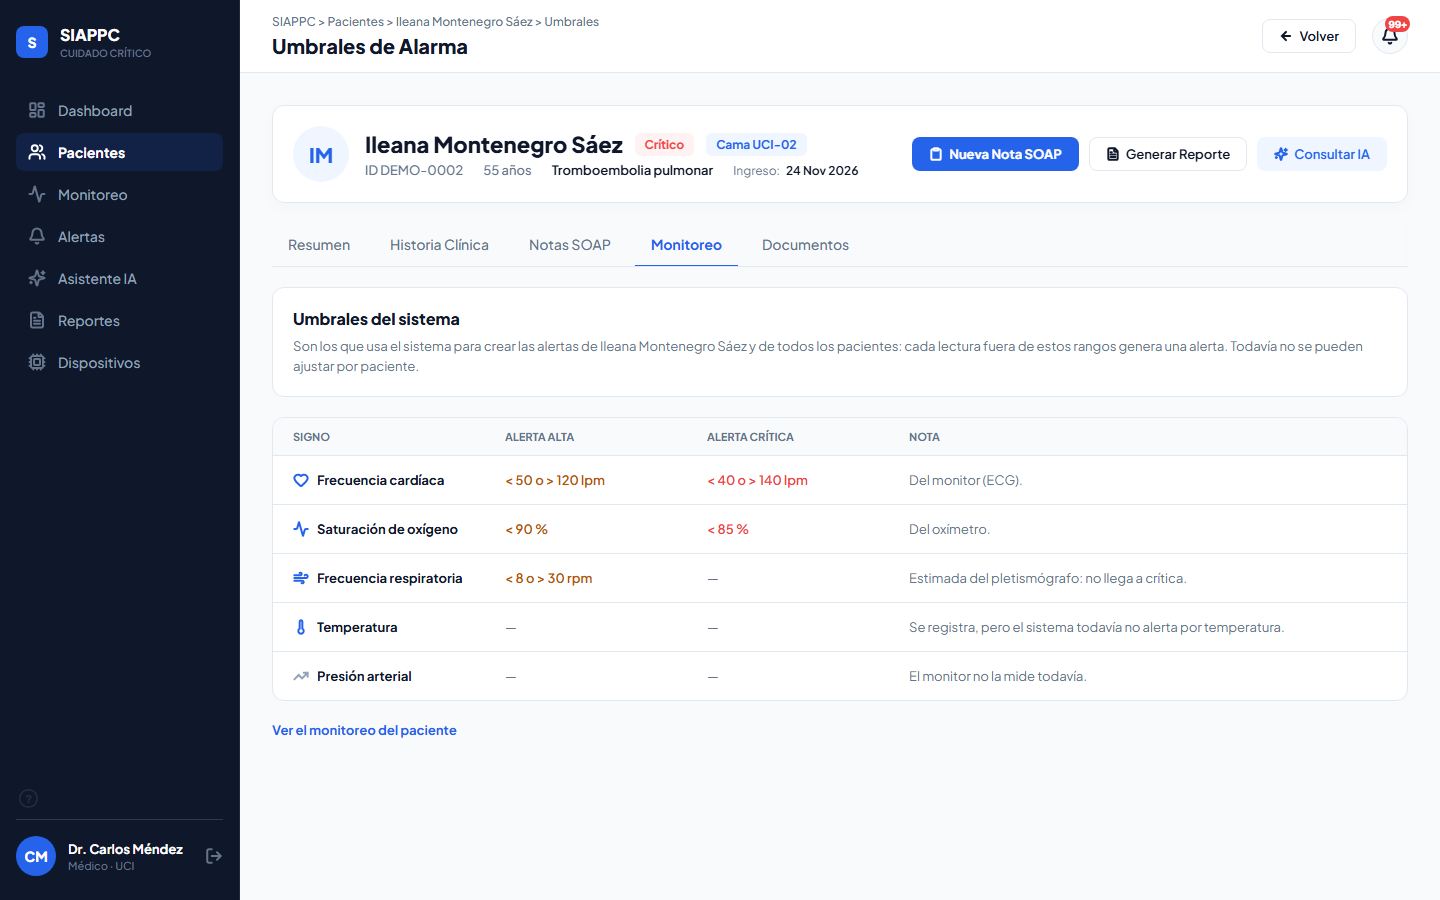 S
SIAPPC
CUIDADO CRÍTICO
Dashboard
Pacientes
Monitoreo
Alertas
Asistente IA
Reportes
Dispositivos
?
CM
Dr. Carlos Méndez
Médico · UCI
SIAPPC > Pacientes > Ileana Montenegro Sáez > Umbrales
Umbrales de Alarma
Volver
99+
IM
Ileana Montenegro Sáez Crítico Cama UCI-02
ID DEMO-0002 55 años Tromboembolia pulmonar Ingreso: 24 Nov 2026
Nueva Nota SOAP Generar Reporte Consultar IA
Resumen Historia Clínica Notas SOAP Monitoreo Documentos
Umbrales del sistema
Son los que usa el sistema para crear las alertas de Ileana Montenegro Sáez y de todos los pacientes: cada lectura fuera de estos rangos genera una alerta. Todavía no se pueden
ajustar por paciente.
SIGNO ALERTA ALTA ALERTA CRÍTICA NOTA
Frecuencia cardíaca < 50 o > 120 lpm < 40 o > 140 lpm Del monitor (ECG).
Saturación de oxígeno < 90 % < 85 % Del oxímetro.
Frecuencia respiratoria < 8 o > 30 rpm — Estimada del pletismógrafo: no llega a crítica.
Temperatura — — Se registra, pero el sistema todavía no alerta por temperatura.
Presión arterial — — El monitor no la mide todavía.
Ver el monitoreo del paciente